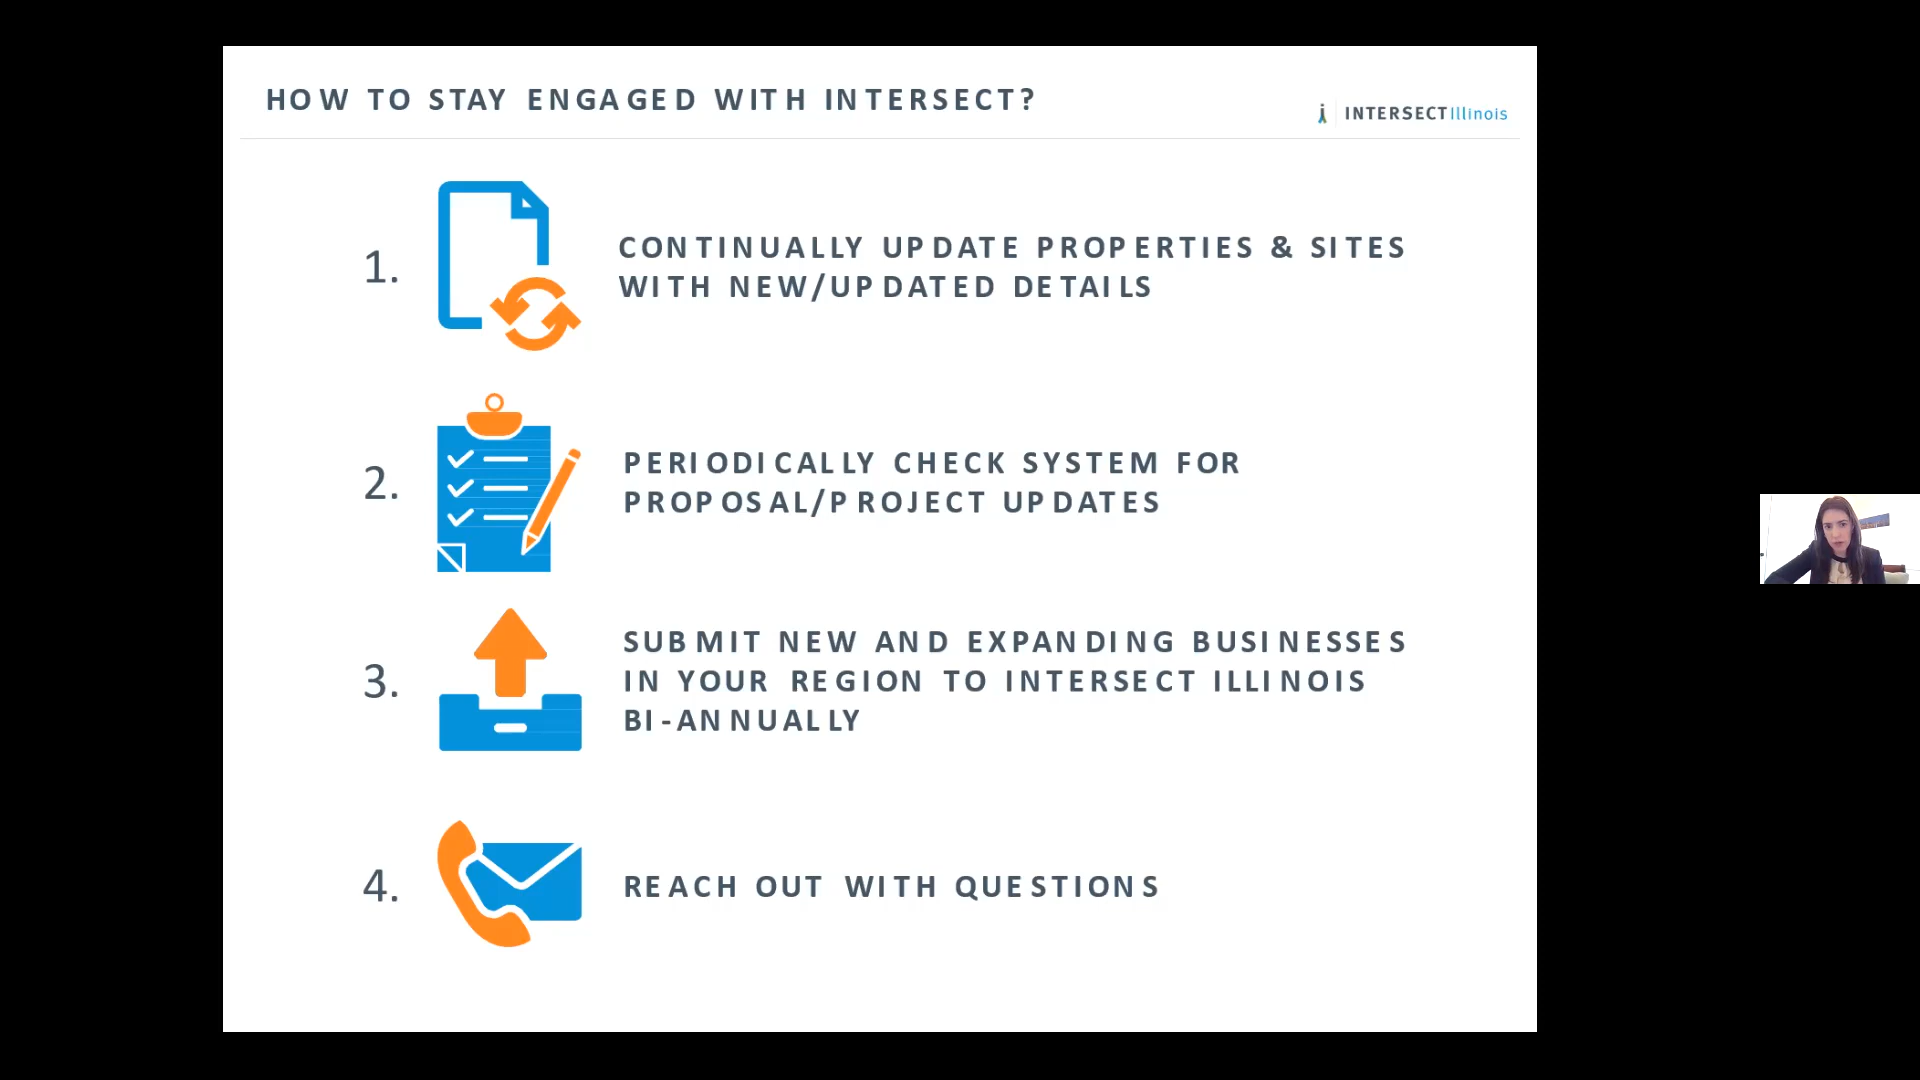 HOW TO STAY ENGAGED WITH INTERSECT?
INTERSECTIllinois
1.
CONTINUALLY UPDATE PROPERTIES & SITES
WITH NEW/UPDATED DETAILS
2.
PERIODICALLY CHECK SYSTEM FOR
PROPOSAL/PROJECT UPDATES
3.
SUBMIT NEW AND EXPANDING BUSINESSES
IN YOUR REGION TO INTERSECT ILLINOIS
BI-ANNUALLY
4.
REACH OUT WITH QUESTIONS